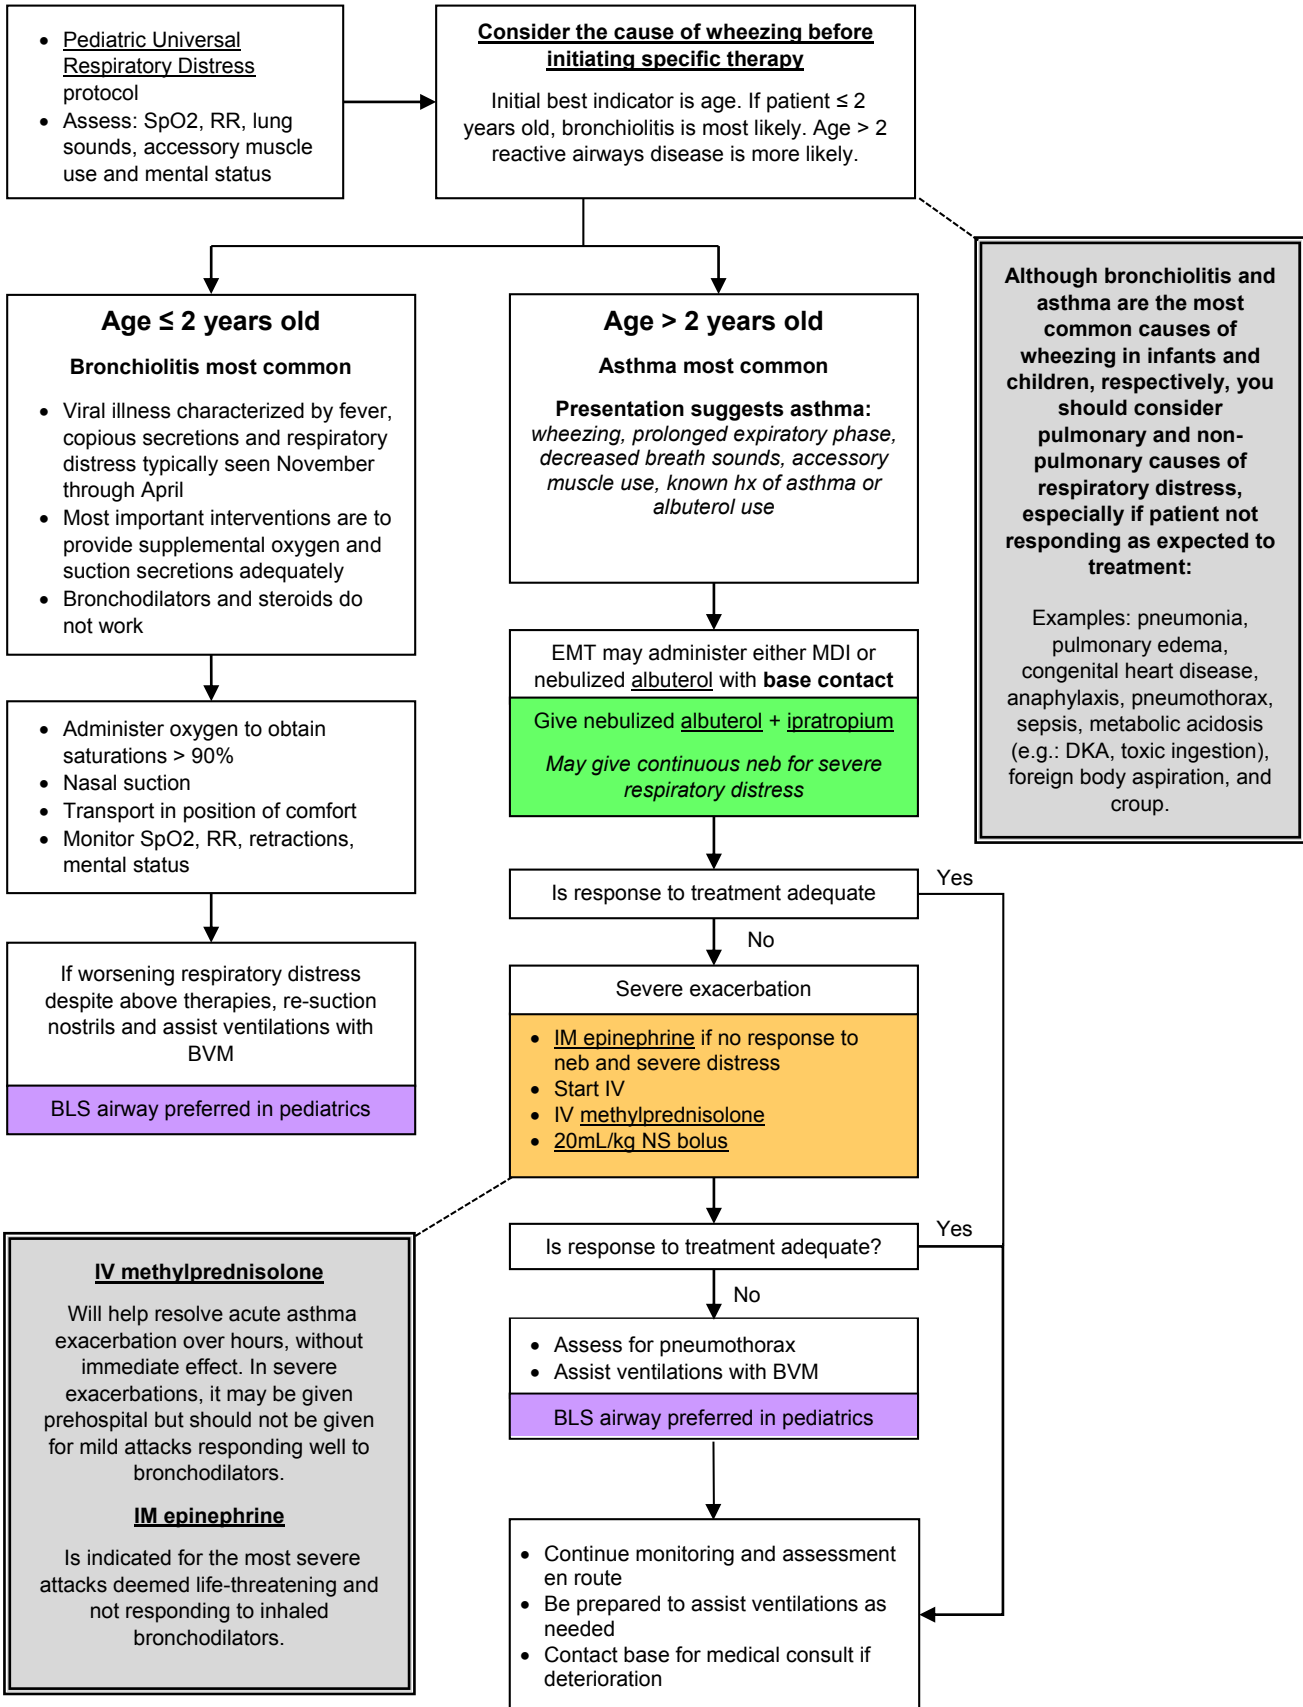 • Pediatric Universal
Respiratory Distress
protocol
• Assess: SpO2, RR, lung
sounds, accessory muscle
use and mental status
Consider the cause of wheezing before
initiating specific therapy
Initial best indicator is age. If patient ≤ 2
years old, bronchiolitis is most likely. Age > 2
reactive airways disease is more likely.
Although bronchiolitis and
asthma are the most
common causes of
wheezing in infants and
children, respectively, you
should consider
pulmonary and non-
pulmonary causes of
respiratory distress,
especially if patient not
responding as expected to
treatment:
Examples: pneumonia,
pulmonary edema,
congenital heart disease,
anaphylaxis, pneumothorax,
sepsis, metabolic acidosis
(e.g.: DKA, toxic ingestion),
foreign body aspiration, and
croup.
Age ≤ 2 years old
Bronchiolitis most common
• Viral illness characterized by fever,
copious secretions and respiratory
distress typically seen November
through April
• Most important interventions are to
provide supplemental oxygen and
suction secretions adequately
• Bronchodilators and steroids do
not work
• Administer oxygen to obtain
saturations > 90%
• Nasal suction
• Transport in position of comfort
• Monitor SpO2, RR, retractions,
mental status
If worsening respiratory distress
despite above therapies, re-suction
nostrils and assist ventilations with
BVM
BLS airway preferred in pediatrics
Age > 2 years old
Asthma most common
Presentation suggests asthma:
wheezing, prolonged expiratory phase,
decreased breath sounds, accessory
muscle use, known hx of asthma or
albuterol use
EMT may administer either MDI or
nebulized albuterol with base contact
Give nebulized albuterol + ipratropium
May give continuous neb for severe
respiratory distress
Is response to treatment adequate
Yes
No
Severe exacerbation
• IM epinephrine if no response to
neb and severe distress
• Start IV
• IV methylprednisolone
• 20mL/kg NS bolus
Is response to treatment adequate?
Yes
No
• Assess for pneumothorax
• Assist ventilations with BVM
BLS airway preferred in pediatrics
• Continue monitoring and assessment
en route
• Be prepared to assist ventilations as
needed
• Contact base for medical consult if
deterioration
IV methylprednisolone
Will help resolve acute asthma
exacerbation over hours, without
immediate effect. In severe
exacerbations, it may be given
prehospital but should not be given
for mild attacks responding well to
bronchodilators.
IM epinephrine
Is indicated for the most severe
attacks deemed life-threatening and
not responding to inhaled
bronchodilators.